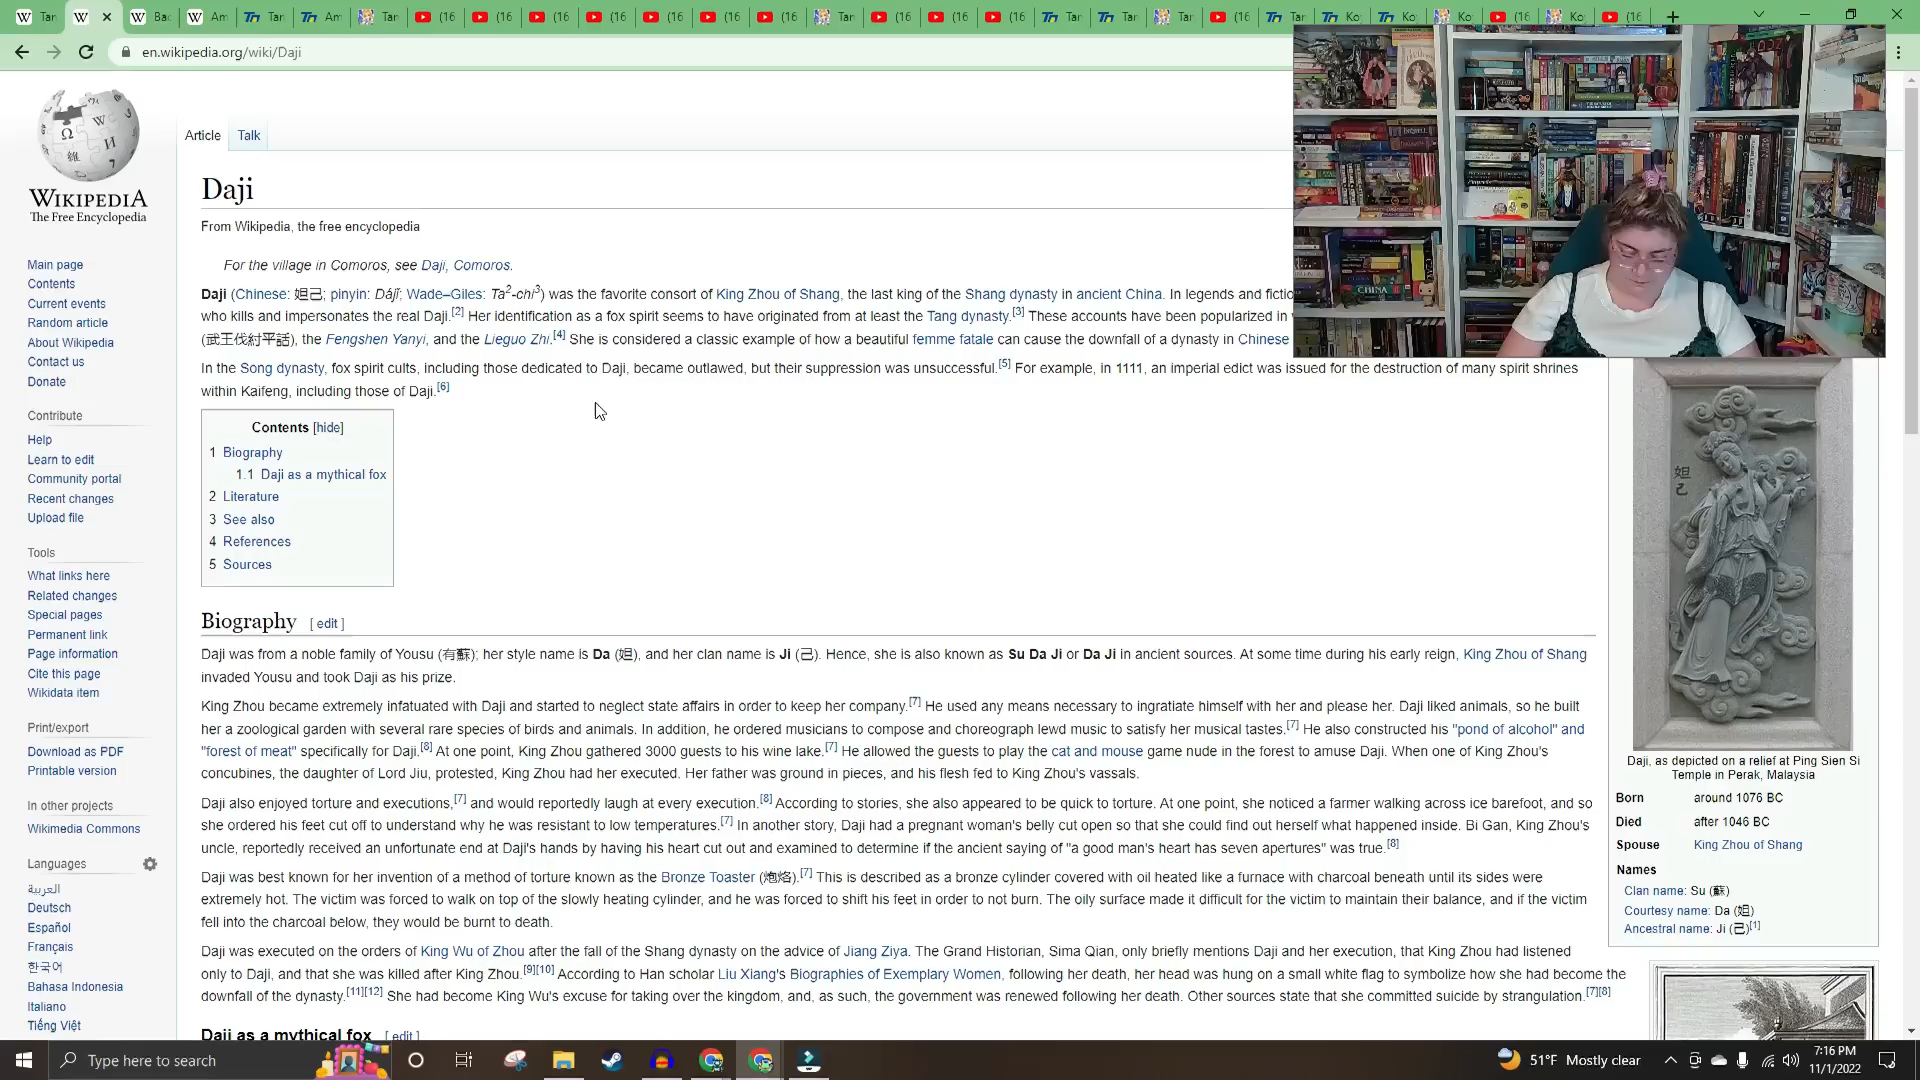 Tan
Bac
Am
Tan
Am
Tan
(16
(16
(16
(16
(16
(16
(16
Tan
(16
(16
(16
Tar
Tar
Tan
(16
Tan
Ko
Ko
Ko
(16
Ko
(16
en.wikipedia.org/wiki/Daji
WIKIPEDIA
The Free Encyclopedia
Main page
Contents
Current events
Random article
About Wikipedia
Contact us
Donate
Contribute
Help
Learn to edit
Community portal
Recent changes
Upload file
Tools
What links here
Related changes
Special pages
Permanent link
Page information
Cite this page
Wikidata item
Print/export
Download as PDF
Printable version
In other projects
Wikimedia Commons
Languages
العربية
Deutsch
Español
Français
한국어
Bahasa Indonesia
Italiano
Tiếng Việt
Article Talk
Daji
From Wikipedia, the free encyclopedia
For the village in Comoros, see Daji, Comoros.
Daji (Chinese: 妲己; pinyin: Dájǐ; Wade–Giles: Ta2-chi3) was the favorite consort of King Zhou of Shang, the last king of the Shang dynasty in ancient China. In legends and fictio
who kills and impersonates the real Daji.[2] Her identification as a fox spirit seems to have originated from at least the Tang dynasty.[3] These accounts have been popularized in
(武王伐紂平話), the Fengshen Yanyi, and the Lieguo Zhi.[4] She is considered a classic example of how a beautiful femme fatale can cause the downfall of a dynasty in Chinese
In the Song dynasty, fox spirit cults, including those dedicated to Daji, became outlawed, but their suppression was unsuccessful.[5] For example, in 1111, an imperial edict was issued for the destruction of many spirit shrines
within Kaifeng, including those of Daji.[6]
Contents [hide]
1 Biography
1.1 Daji as a mythical fox
2 Literature
3 See also
4 References
5 Sources
Biography [ edit ]
Daji was from a noble family of Yousu (有蘇); her style name is Da (妲), and her clan name is Ji (己). Hence, she is also known as Su Da Ji or Da Ji in ancient sources. At some time during his early reign, King Zhou of Shang
invaded Yousu and took Daji as his prize.
King Zhou became extremely infatuated with Daji and started to neglect state affairs in order to keep her company.[7] He used any means necessary to ingratiate himself with her and please her. Daji liked animals, so he built
her a zoological garden with several rare species of birds and animals. In addition, he ordered musicians to compose and choreograph lewd music to satisfy her musical tastes.[7] He also constructed his "pond of alcohol" and
"forest of meat" specifically for Daji.[8] At one point, King Zhou gathered 3000 guests to his wine lake.[7] He allowed the guests to play the cat and mouse game nude in the forest to amuse Daji. When one of King Zhou's
concubines, the daughter of Lord Jiu, protested, King Zhou had her executed. Her father was ground in pieces, and his flesh fed to King Zhou's vassals.
Daji also enjoyed torture and executions,[7] and would reportedly laugh at every execution.[8] According to stories, she also appeared to be quick to torture. At one point, she noticed a farmer walking across ice barefoot, and so
she ordered his feet cut off to understand why he was resistant to low temperatures.[7] In another story, Daji had a pregnant woman's belly cut open so that she could find out herself what happened inside. Bi Gan, King Zhou's
uncle, reportedly received an unfortunate end at Daji's hands by having his heart cut out and examined to determine if the ancient saying of "a good man's heart has seven apertures" was true.[8]
Daji was best known for her invention of a method of torture known as the Bronze Toaster (炮烙).[7] This is described as a bronze cylinder covered with oil heated like a furnace with charcoal beneath until its sides were
extremely hot. The victim was forced to walk on top of the slowly heating cylinder, and he was forced to shift his feet in order to not burn. The oily surface made it difficult for the victim to maintain their balance, and if the victim
fell into the charcoal below, they would be burnt to death.
Daji was executed on the orders of King Wu of Zhou after the fall of the Shang dynasty on the advice of Jiang Ziya. The Grand Historian, Sima Qian, only briefly mentions Daji and her execution, that King Zhou had listened
only to Daji, and that she was killed after King Zhou.[9][10] According to Han scholar Liu Xiang's Biographies of Exemplary Women, following her death, her head was hung on a small white flag to symbolize how she had become the
downfall of the dynasty.[11][12] She had become King Wu's excuse for taking over the kingdom, and, as such, the government was renewed following her death. Other sources state that she committed suicide by strangulation.[7][8]
Daji as a mythical fox [ edit ]
妲己
Daji, as depicted on a relief at Ping Sien Si
Temple in Perak, Malaysia
Born around 1076 BC
Died after 1046 BC
Spouse King Zhou of Shang
Names
Clan name: Su (蘇)
Courtesy name: Da (妲)
Ancestral name: Ji (己)[1]
CHINA
Type here to search
51°F Mostly clear
7:16 PM
11/1/2022